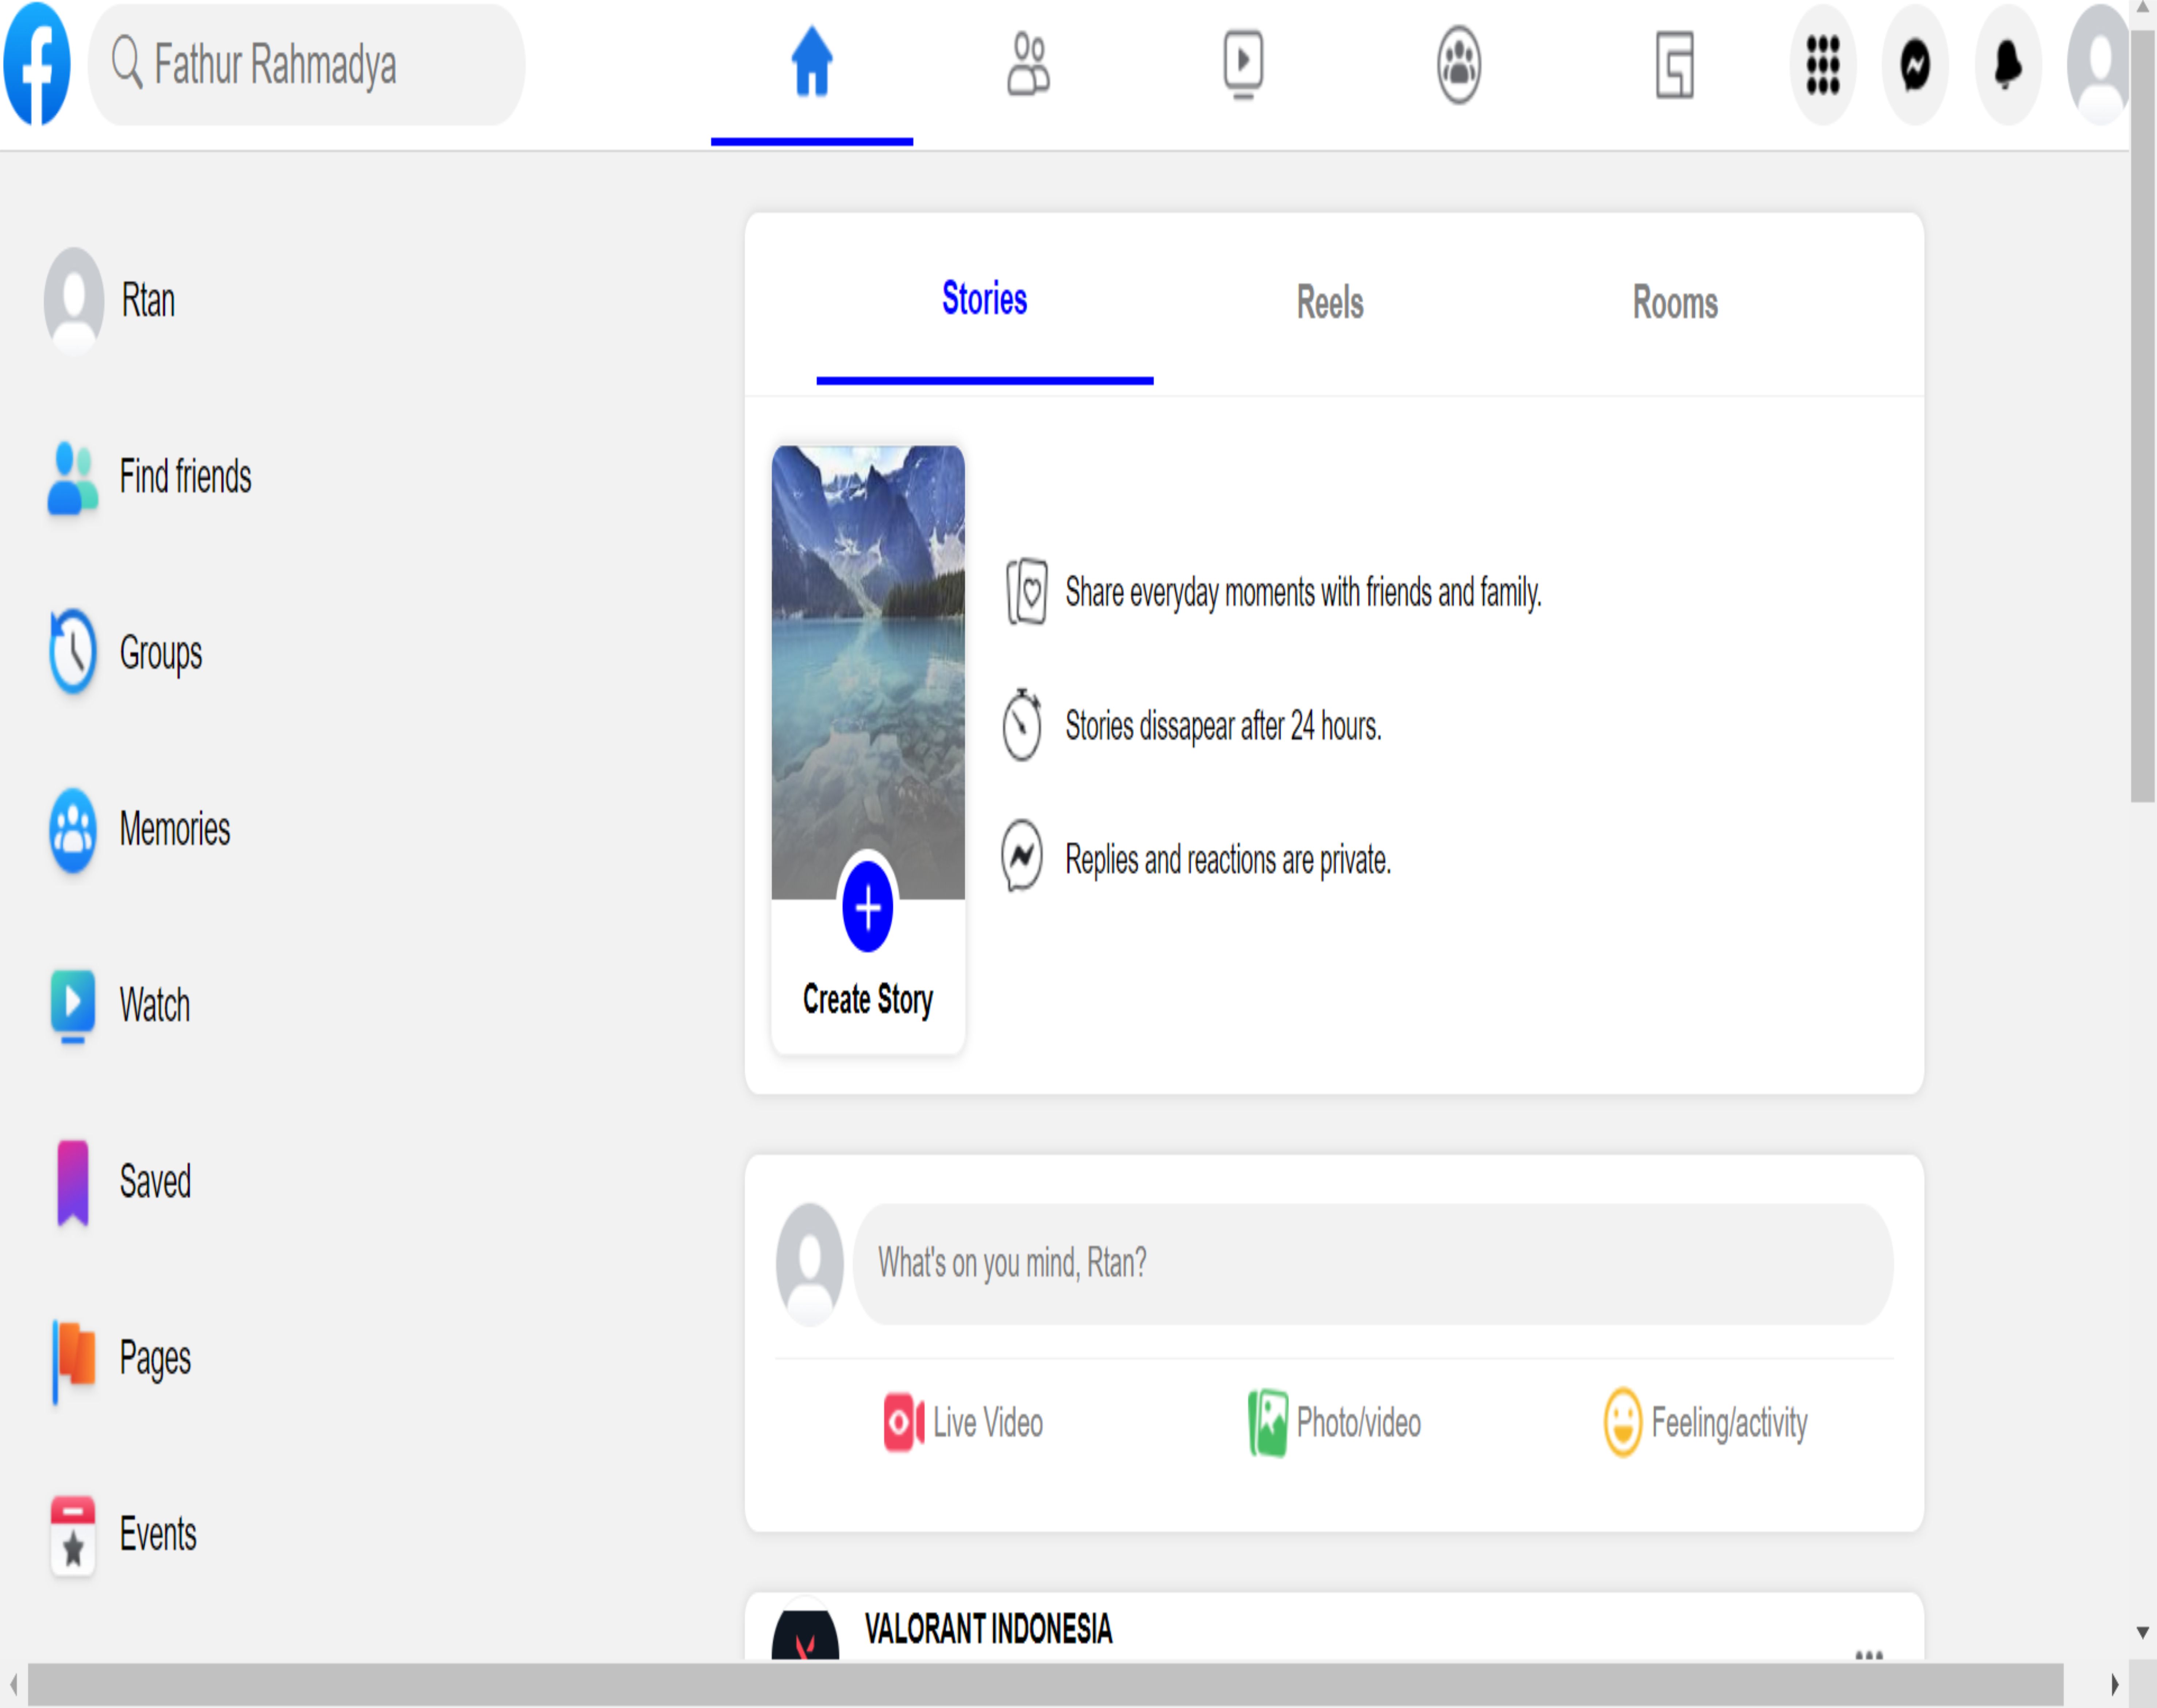 Fathur Rahmadya
Rtan
Find friends
Groups
Memories
Watch
Saved
Pages
Events
Stories
Reels
Rooms
Share everyday moments with friends and family.
Stories dissapear after 24 hours.
Replies and reactions are private.
Create Story
What's on you mind, Rtan?
Live Video
Photo/video
Feeling/activity
VALORANT INDONESIA